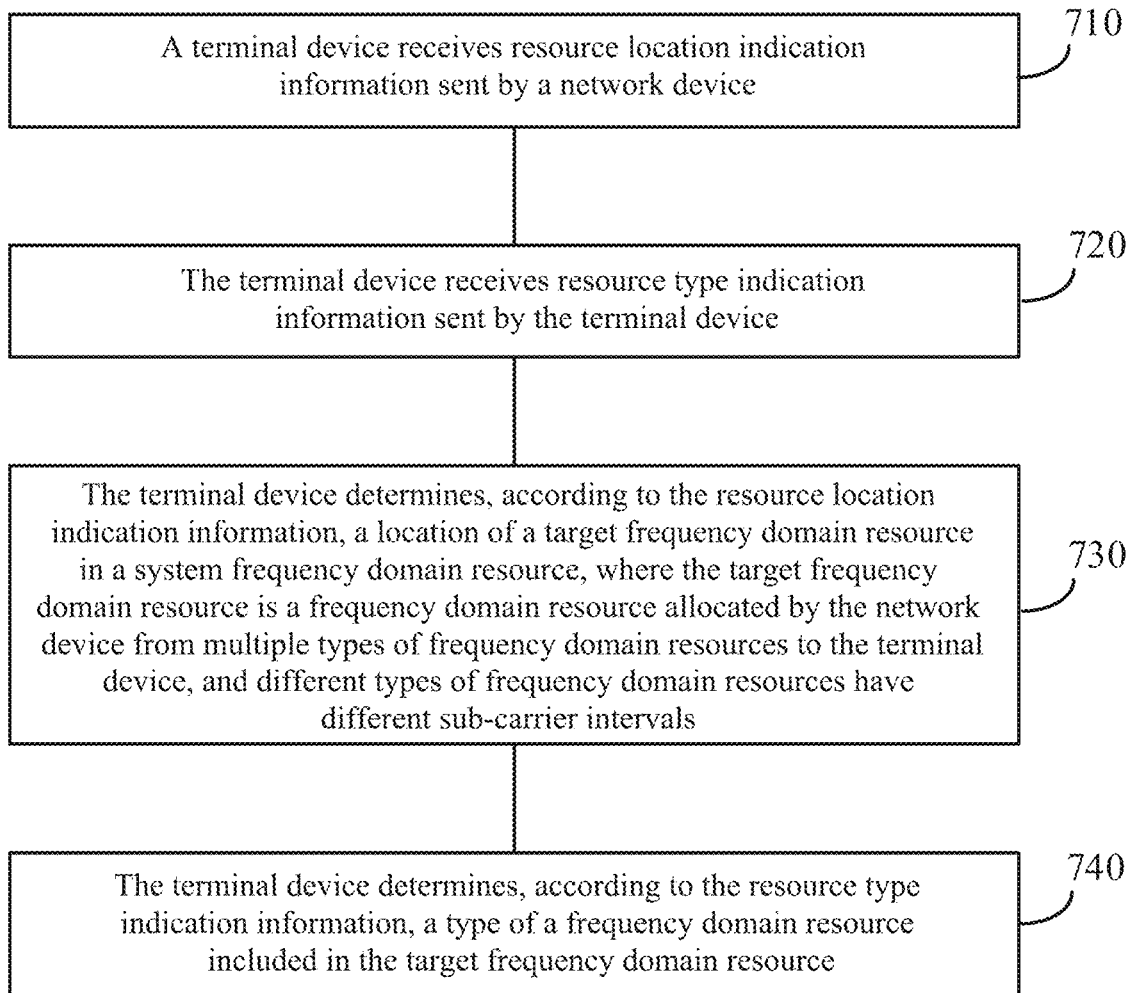 A terminal device receives resource location indication
information sent by a network device
710
The terminal device receives resource type indication
information sent by the terminal device
720
The terminal device determines, according to the resource location
indication information, a location of a target frequency domain resource
in a system frequency domain resource, where the target frequency
domain resource is a frequency domain resource allocated by the network
device from multiple types of frequency domain resources to the terminal
device, and different types of frequency domain resources have
different sub-carrier intervals
730
The terminal device determines, according to the resource type
indication information, a type of a frequency domain resource
included in the target frequency domain resource
740